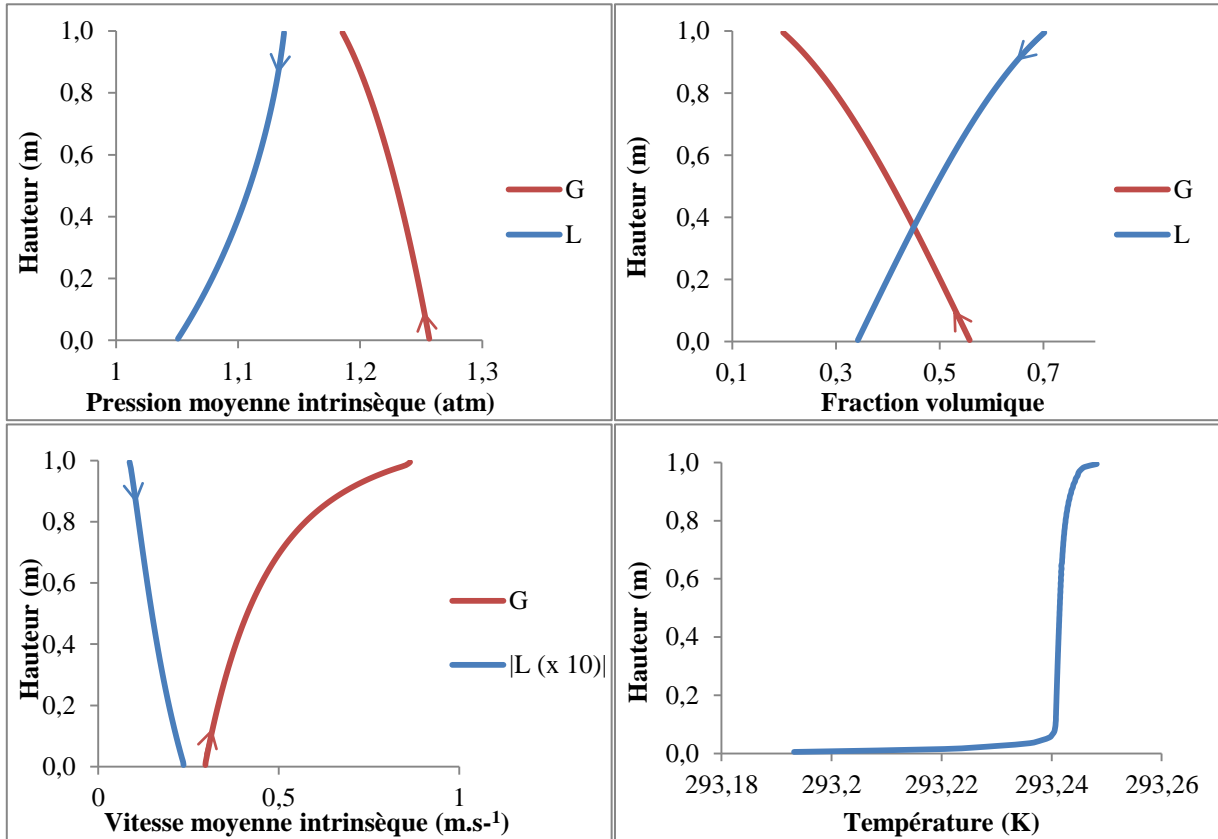 1,0
0,8
0,6
0,4
0,2
0,0
Hauteur (m)
1
1,1
1,2
1,3
Pression moyenne intrinsèque (atm)
G
L
1,0
0,8
0,6
0,4
0,2
0,0
Hauteur (m)
0,1
0,3
0,5
0,7
Fraction volumique
G
L
1,0
0,8
0,6
0,4
0,2
0,0
Hauteur (m)
0
0,5
1
Vitesse moyenne intrinsèque (m.s-¹)
G
|L (x 10)|
1,0
0,8
0,6
0,4
0,2
0,0
Hauteur (m)
293,18
293,2
293,22
293,24
293,26
Température (K)